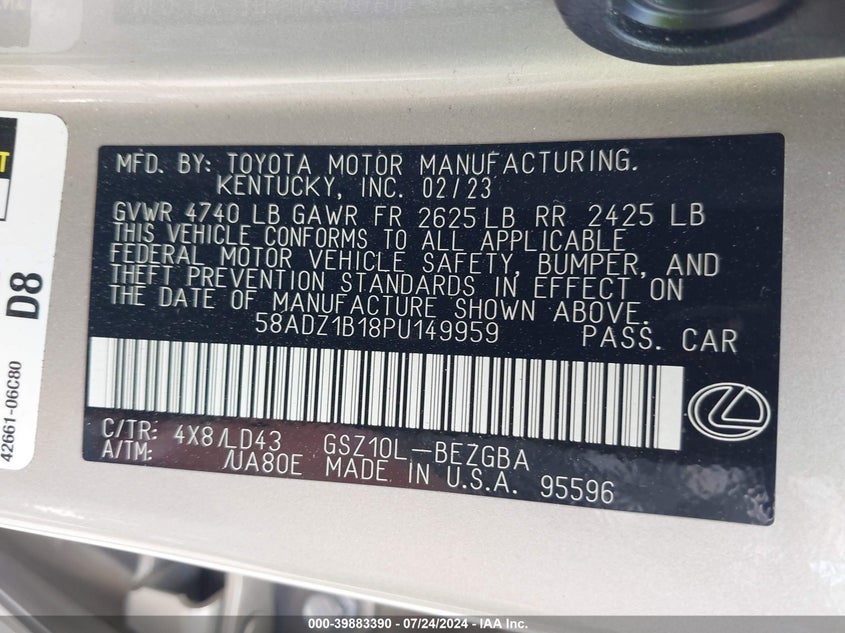 MFD. BY: TOYOTA MOTOR MANUFACTURING.
KENTUCKY, INC. 02/23
GVWR 4740 LB GAWR FR 2625 LB RR 2425 LB
THIS VEHICLE CONFORMS TO ALL APPLICABLE
FEDERAL MOTOR VEHICLE SAFETY, BUMPER, AND
THEFT PREVENTION STANDARDS IN EFFECT ON
THE DATE OF MANUFACTURE SHOWN ABOVE.
58ADZ1B18PU149959 PASS. CAR
C/TR: 4X8/LD43 GSZ10L-BEZGBA
A/TM: /UA80E MADE IN U.S.A. 95596
D8
42661-06C80
000-39883390 - 07/24/2024 - IAA Inc.